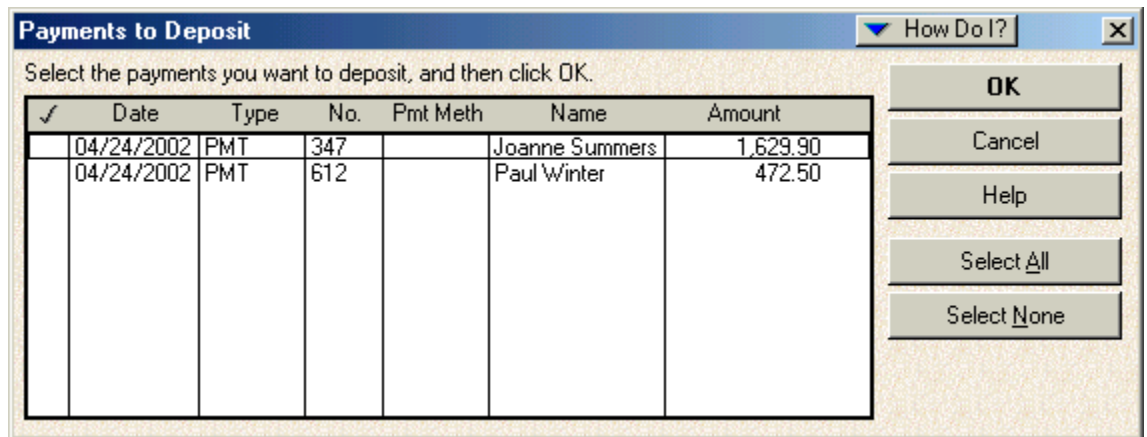 Payments to Deposit How Do I?
Select the payments you want to deposit, and then click OK.
✓ Date Type No. Pmt Meth Name Amount
04/24/2002 PMT 347 Joanne Summers 1,629.90
04/24/2002 PMT 612 Paul Winter 472.50
OK
Cancel
Help
Select All
Select None